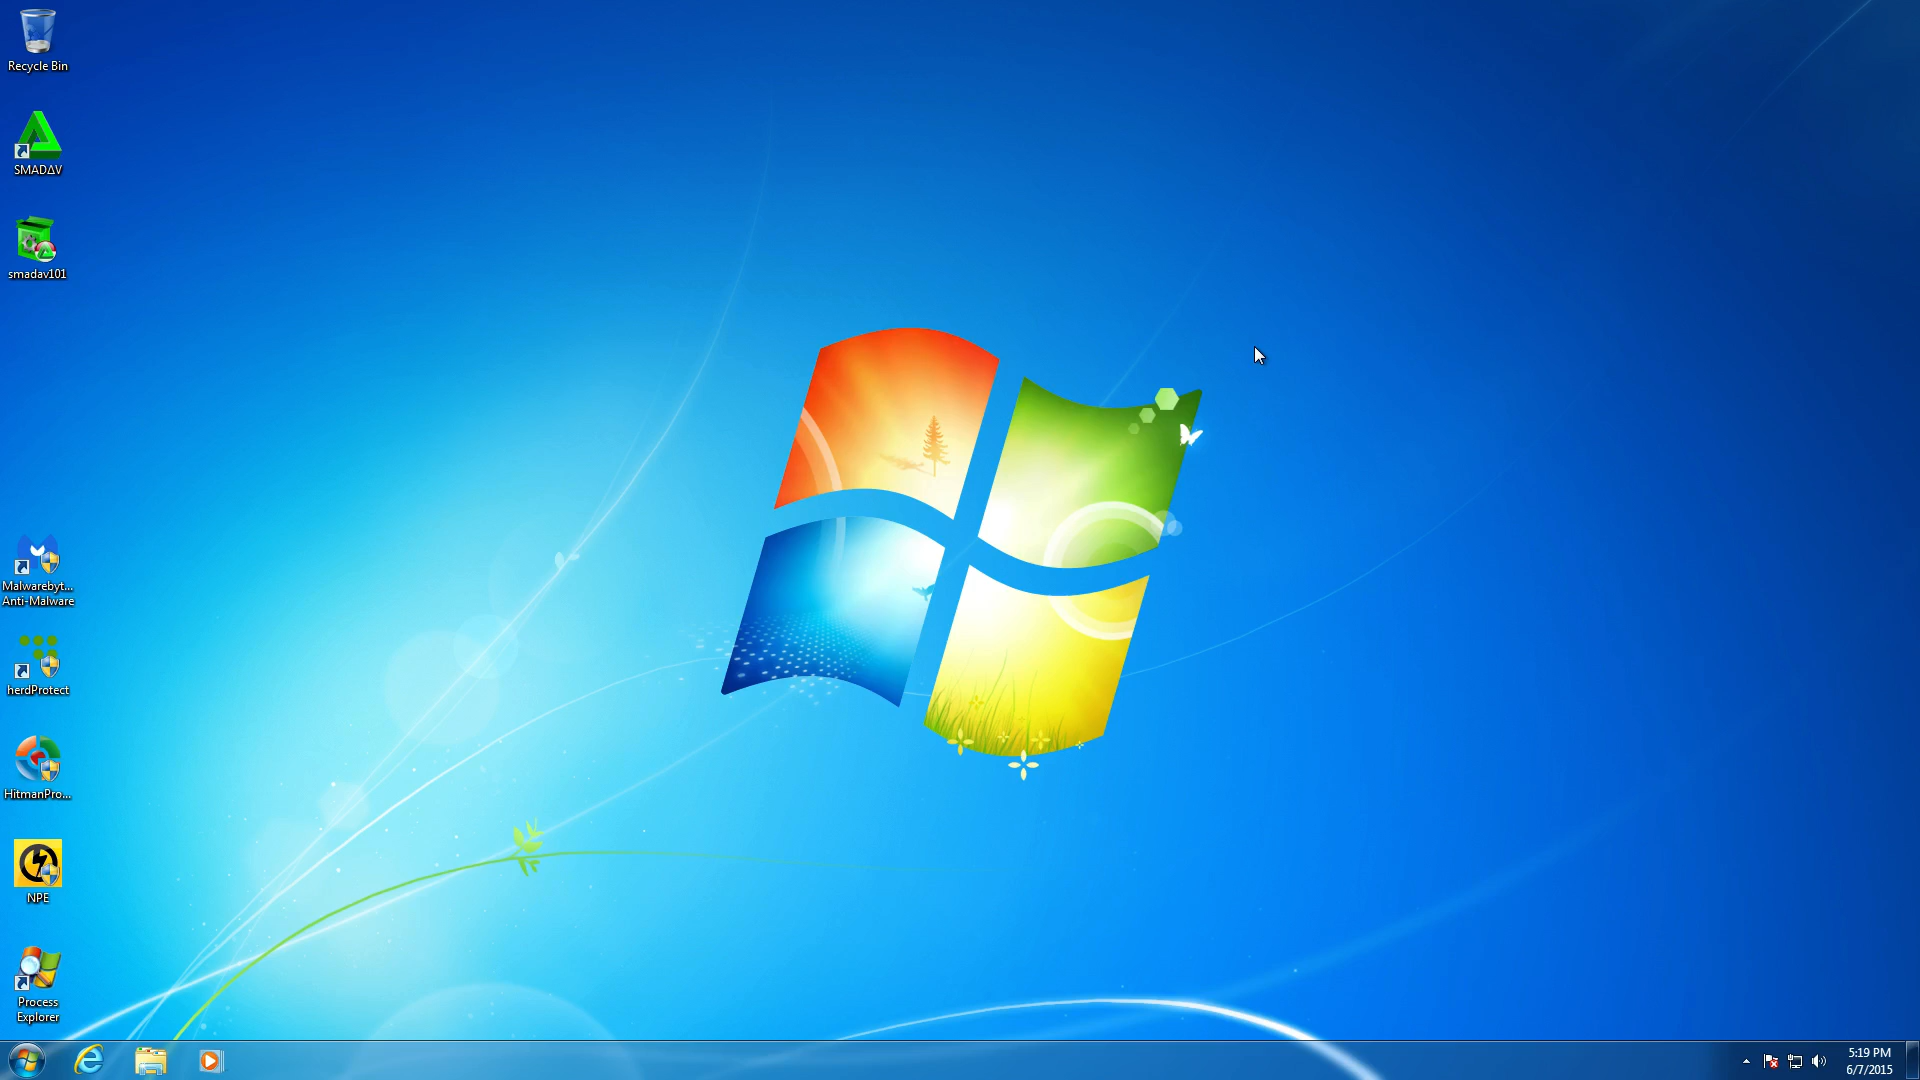 Recycle Bin
SMADΔV
smadav101
Malwarebyt...
Anti-Malware
herdProtect
HitmanPro...
NPE
Process
Explorer
5:19 PM
6/7/2015